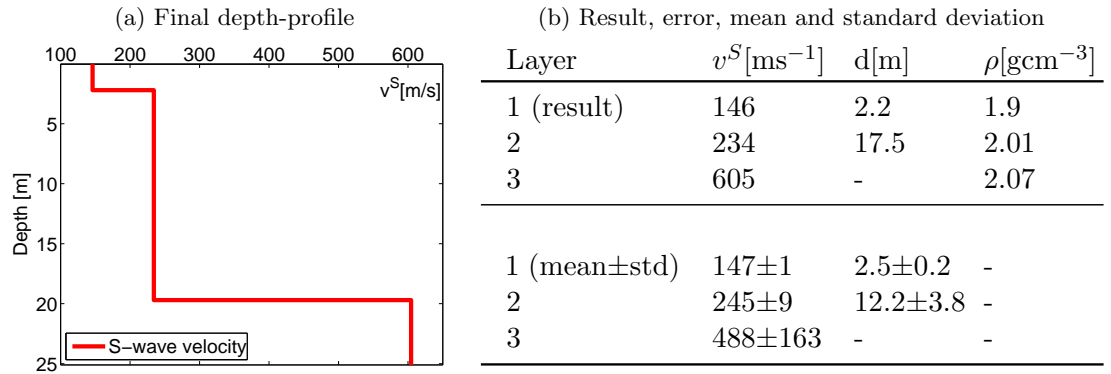 (a) Final depth-profile
100 200 300 400 500 600
v^S[m/s]
5
10
15
20
25
Depth [m]
S-wave velocity
(b) Result, error, mean and standard deviation
Layer v^S[ms^−1] d[m] ρ[gcm^−3]
1 (result) 146 2.2 1.9
2 234 17.5 2.01
3 605 - 2.07
1 (mean±std) 147±1 2.5±0.2 -
2 245±9 12.2±3.8 -
3 488±163 - -